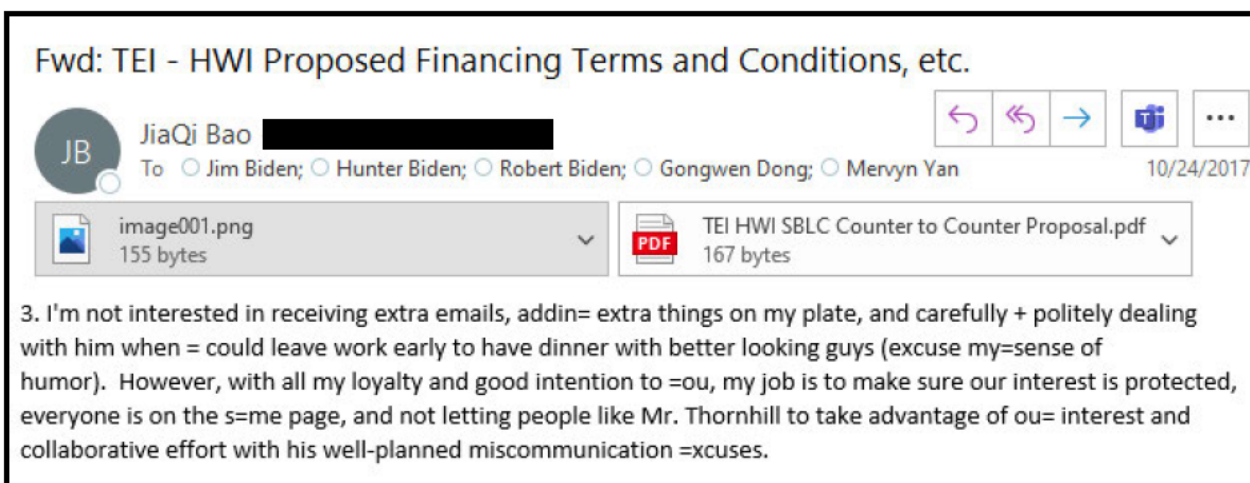 Fwd: TEI - HWI Proposed Financing Terms and Conditions, etc.
JB
JiaQi Bao
To Jim Biden; Hunter Biden; Robert Biden; Gongwen Dong; Mervyn Yan 10/24/2017
image001.png
155 bytes
PDF
TEI HWI SBLC Counter to Counter Proposal.pdf
167 bytes
3. I'm not interested in receiving extra emails, addin= extra things on my plate, and carefully + politely dealing
with him when = could leave work early to have dinner with better looking guys (excuse my=sense of
humor). However, with all my loyalty and good intention to =ou, my job is to make sure our interest is protected,
everyone is on the s=me page, and not letting people like Mr. Thornhill to take advantage of ou= interest and
collaborative effort with his well-planned miscommunication =xcuses.